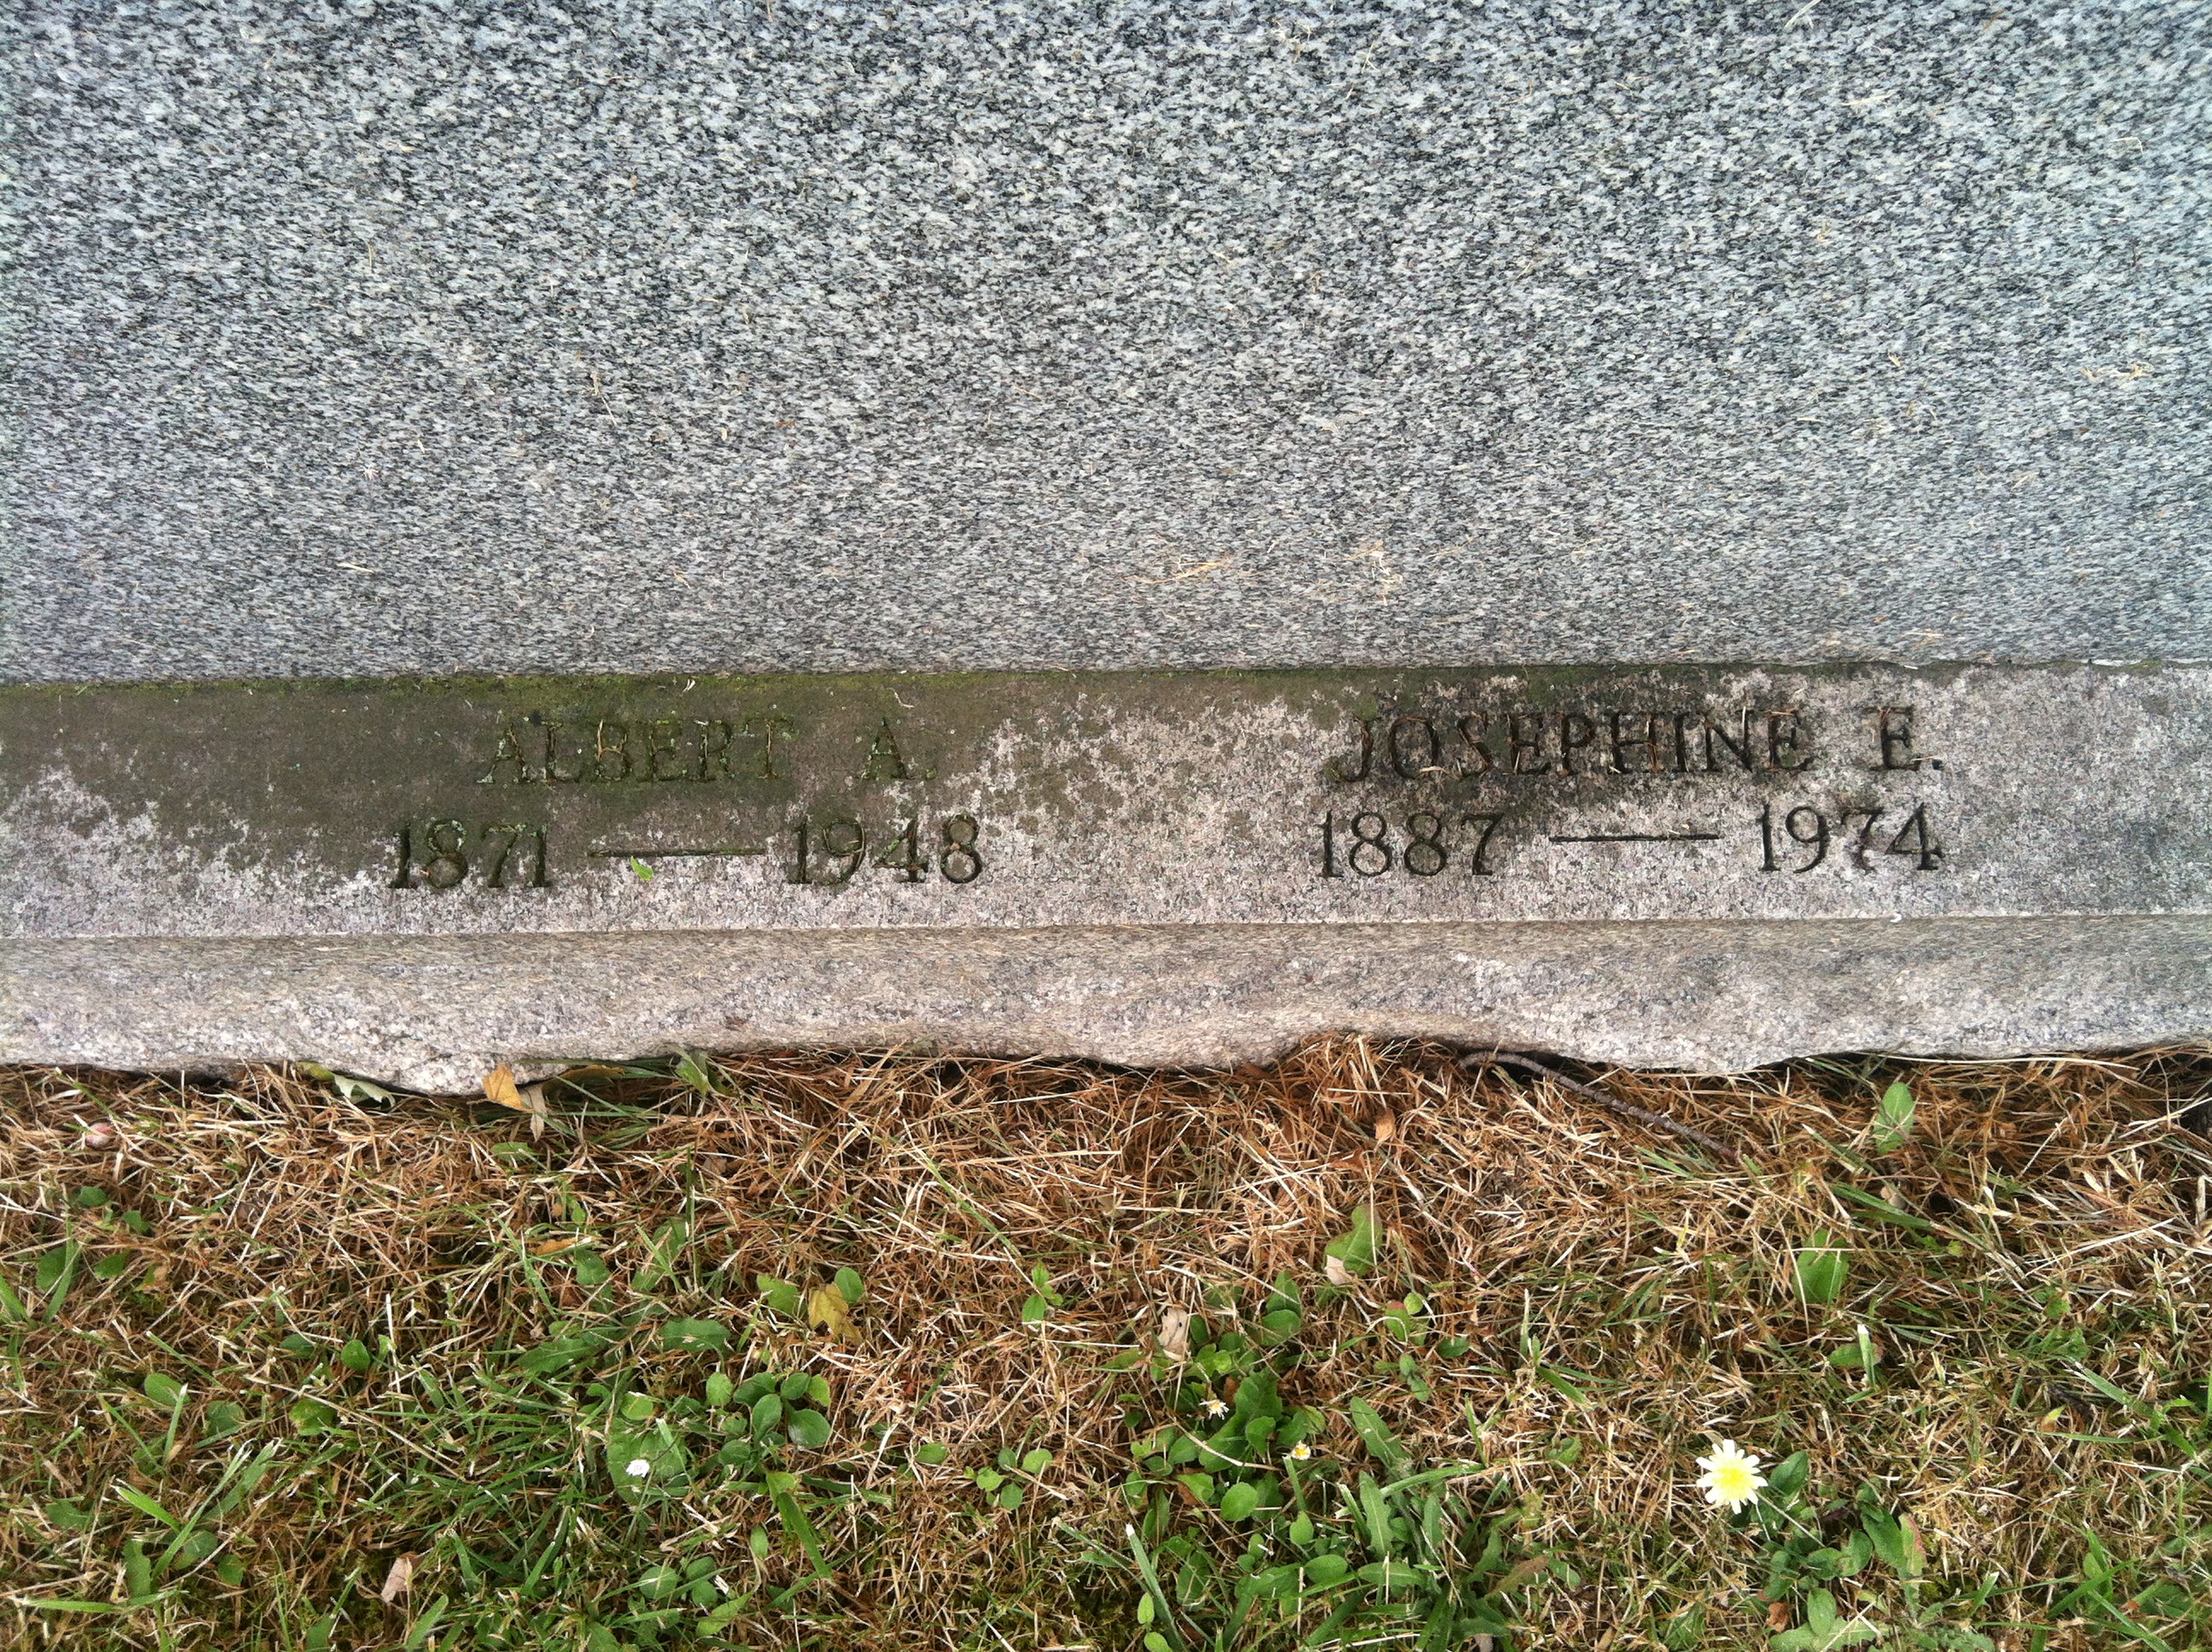 ALBERT A.
1871 — 1948
JOSEPHINE E.
1887 — 1974